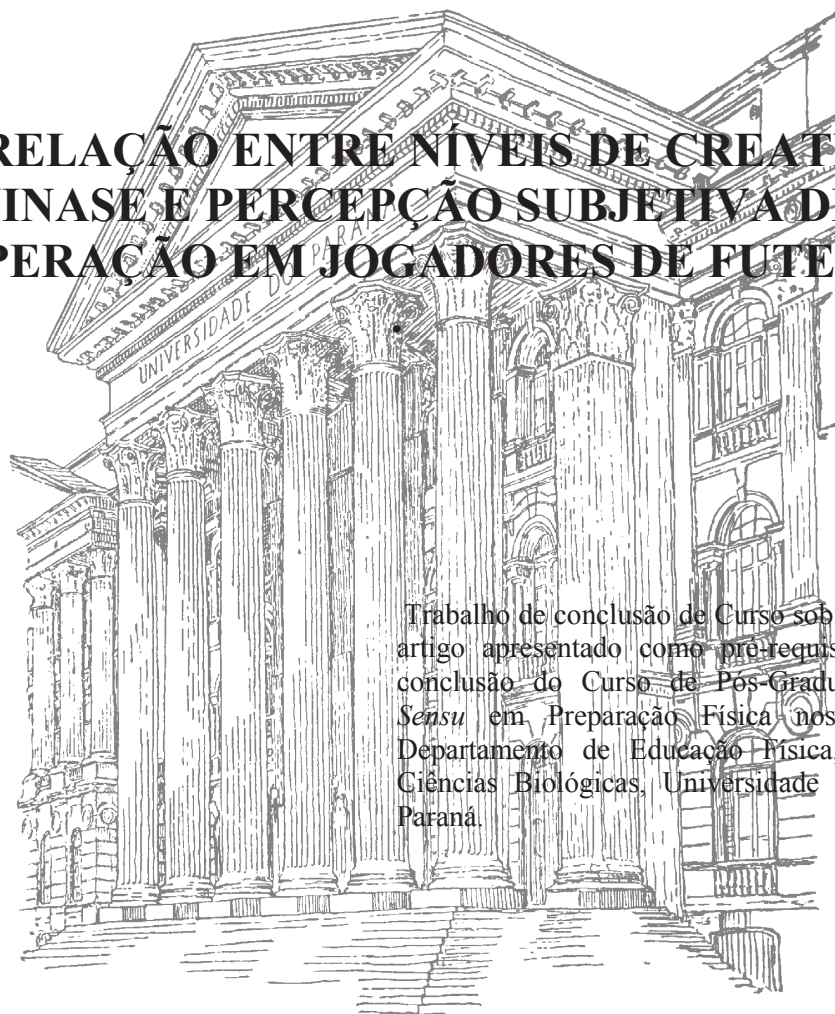 RELAÇÃO ENTRE NÍVEIS DE CREAT
INASE E PERCEPÇÃO SUBJETIVA D
PERAÇÃO EM JOGADORES DE FUTE
.
UNIVERSIDADE DO PARANÁ
Trabalho de conclusão de Curso sob
artigo apresentado como pré-requis
conclusão do Curso de Pós-Gradu
Sensu em Preparação Física nos
Departamento de Educação Física,
Ciências Biológicas, Universidade
Paraná.